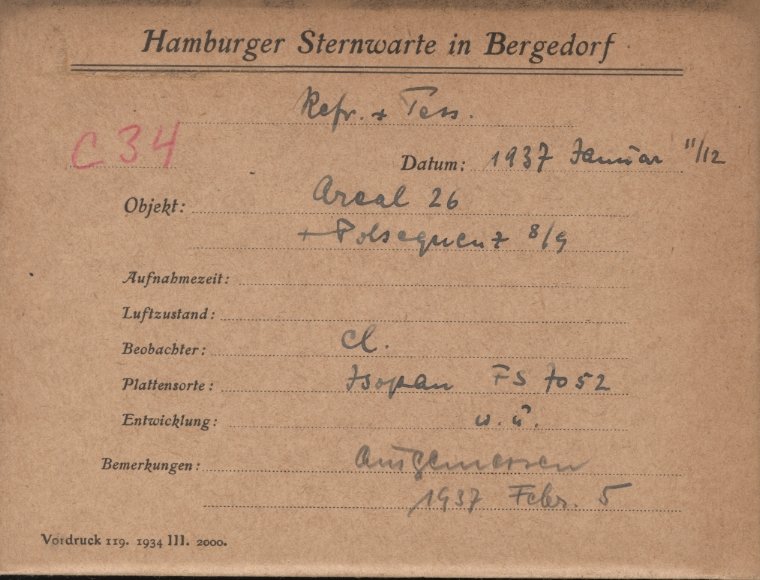 Hamburger Sternwarte in Bergedorf
Refr. + Tess.
C 34
Datum: 1937 Januar 11/12
Objekt: Areal 26
+ Polsequenz 8/9
Aufnahmezeit:
Luftzustand:
Beobachter: Cl.
Plattensorte: Isopan FS 7052
Entwicklung: w. ü.
Bemerkungen: ausgemessen
1937 Febr. 5
Vordruck 119. 1934 III. 2000.